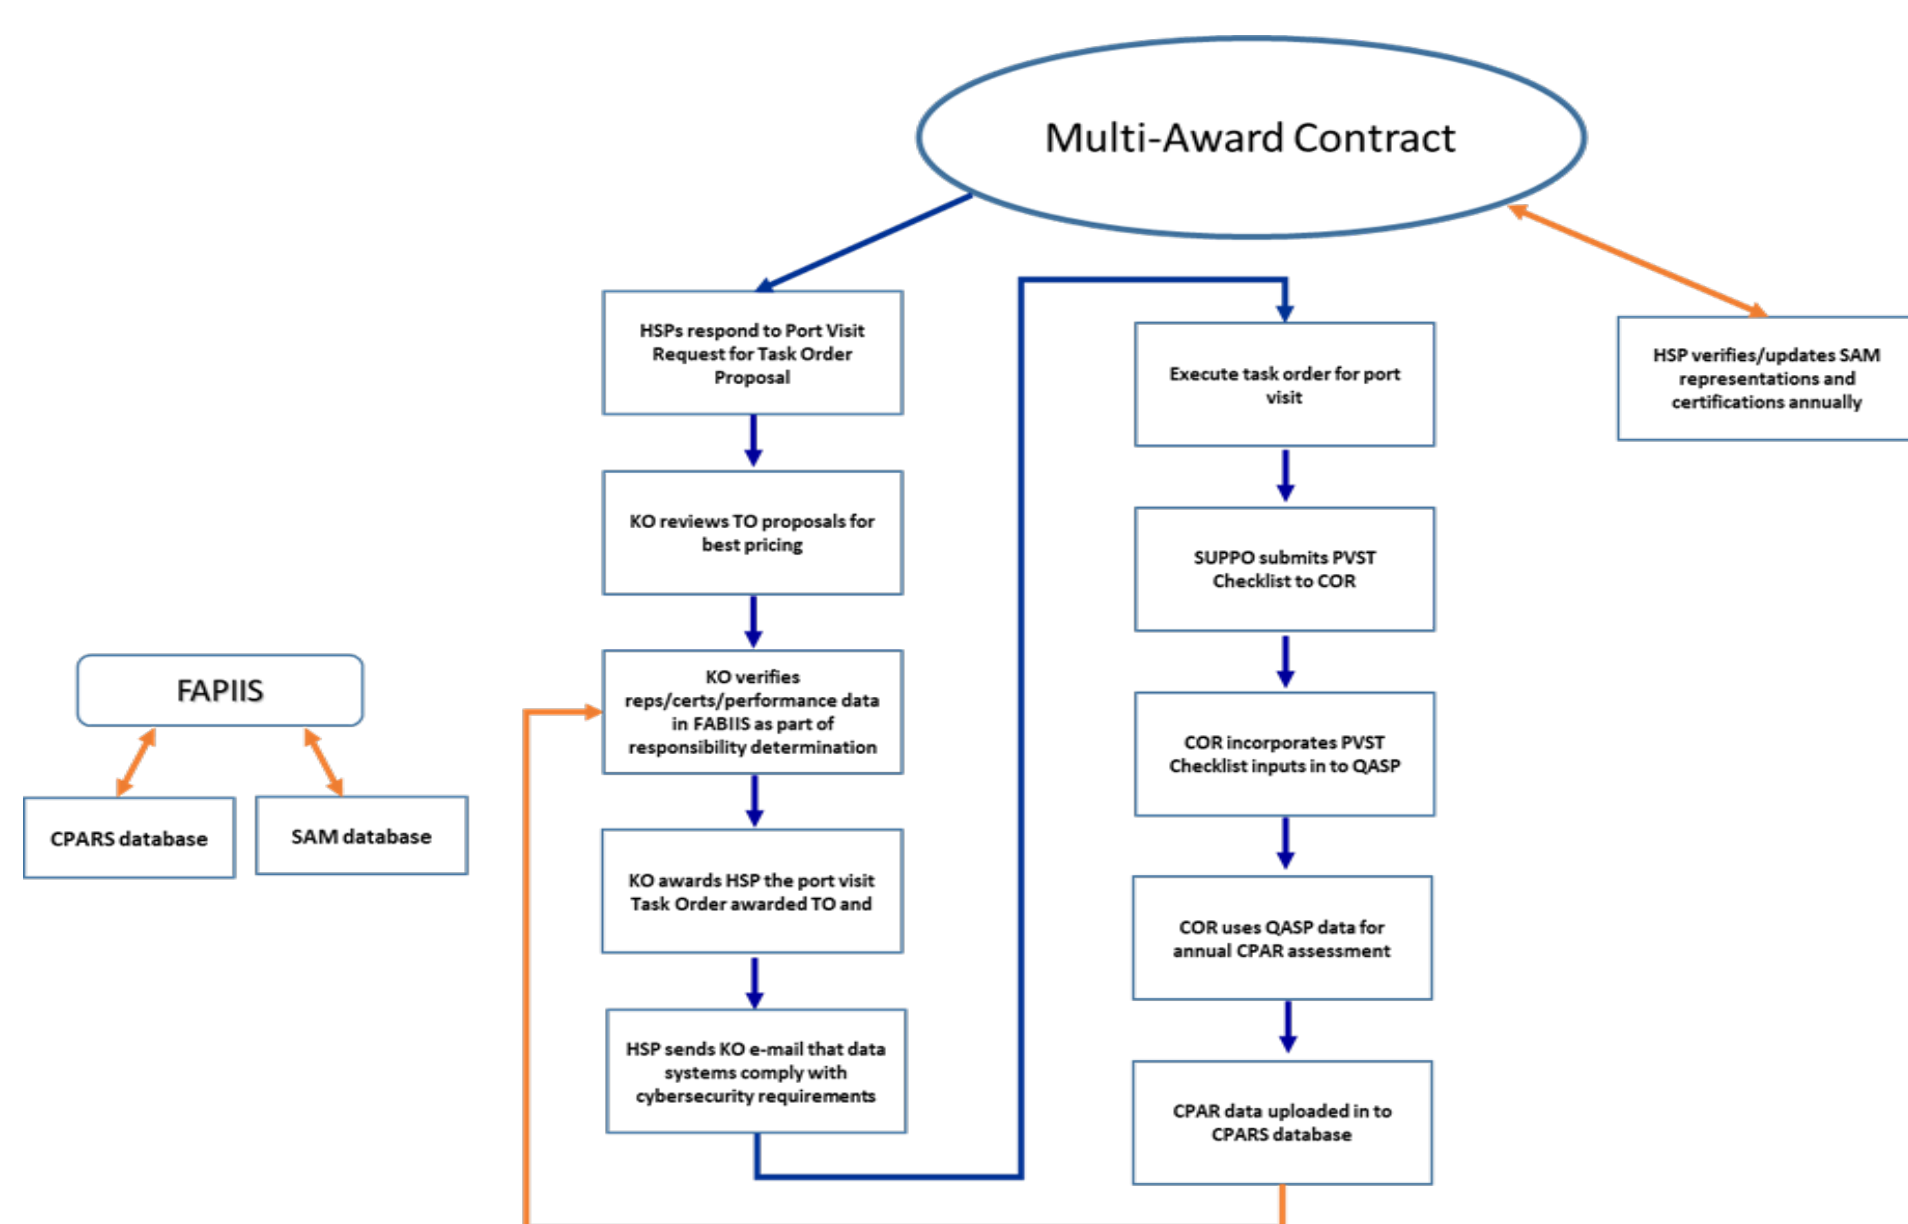 Multi-Award Contract
HSPs respond to Port Visit
Request for Task Order
Proposal
KO reviews TO proposals for
best pricing
KO verifies
reps/certs/performance data
in FABIIS as part of
responsibility determination
KO awards HSP the port visit
Task Order awarded TO and
HSP sends KO e-mail that data
systems comply with
cybersecurity requirements
Execute task order for port
visit
SUPPO submits PVST
Checklist to COR
COR incorporates PVST
Checklist inputs in to QASP
COR uses QASP data for
annual CPAR assessment
CPAR data uploaded in to
CPARS database
HSP verifies/updates SAM
representations and
certifications annually
FAPIIS
CPARS database
SAM database